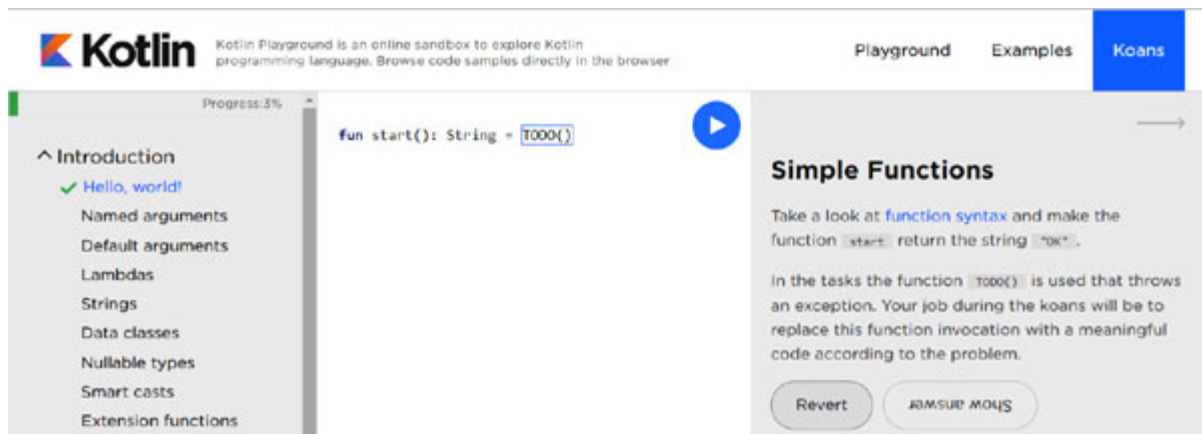 Kotlin
Kotlin Playground is an online sandbox to explore Kotlin
programming language. Browse code samples directly in the browser
Playground
Examples
Koans
Progress:3%
Introduction
Hello, world!
Named arguments
Default arguments
Lambdas
Strings
Data classes
Nullable types
Smart casts
Extension functions
fun start(): String = TODO()
Simple Functions
Take a look at function syntax and make the
function start return the string "OK" .
In the tasks the function TODO() is used that throws
an exception. Your job during the koans will be to
replace this function invocation with a meaningful
code according to the problem.
Revert
Show answer